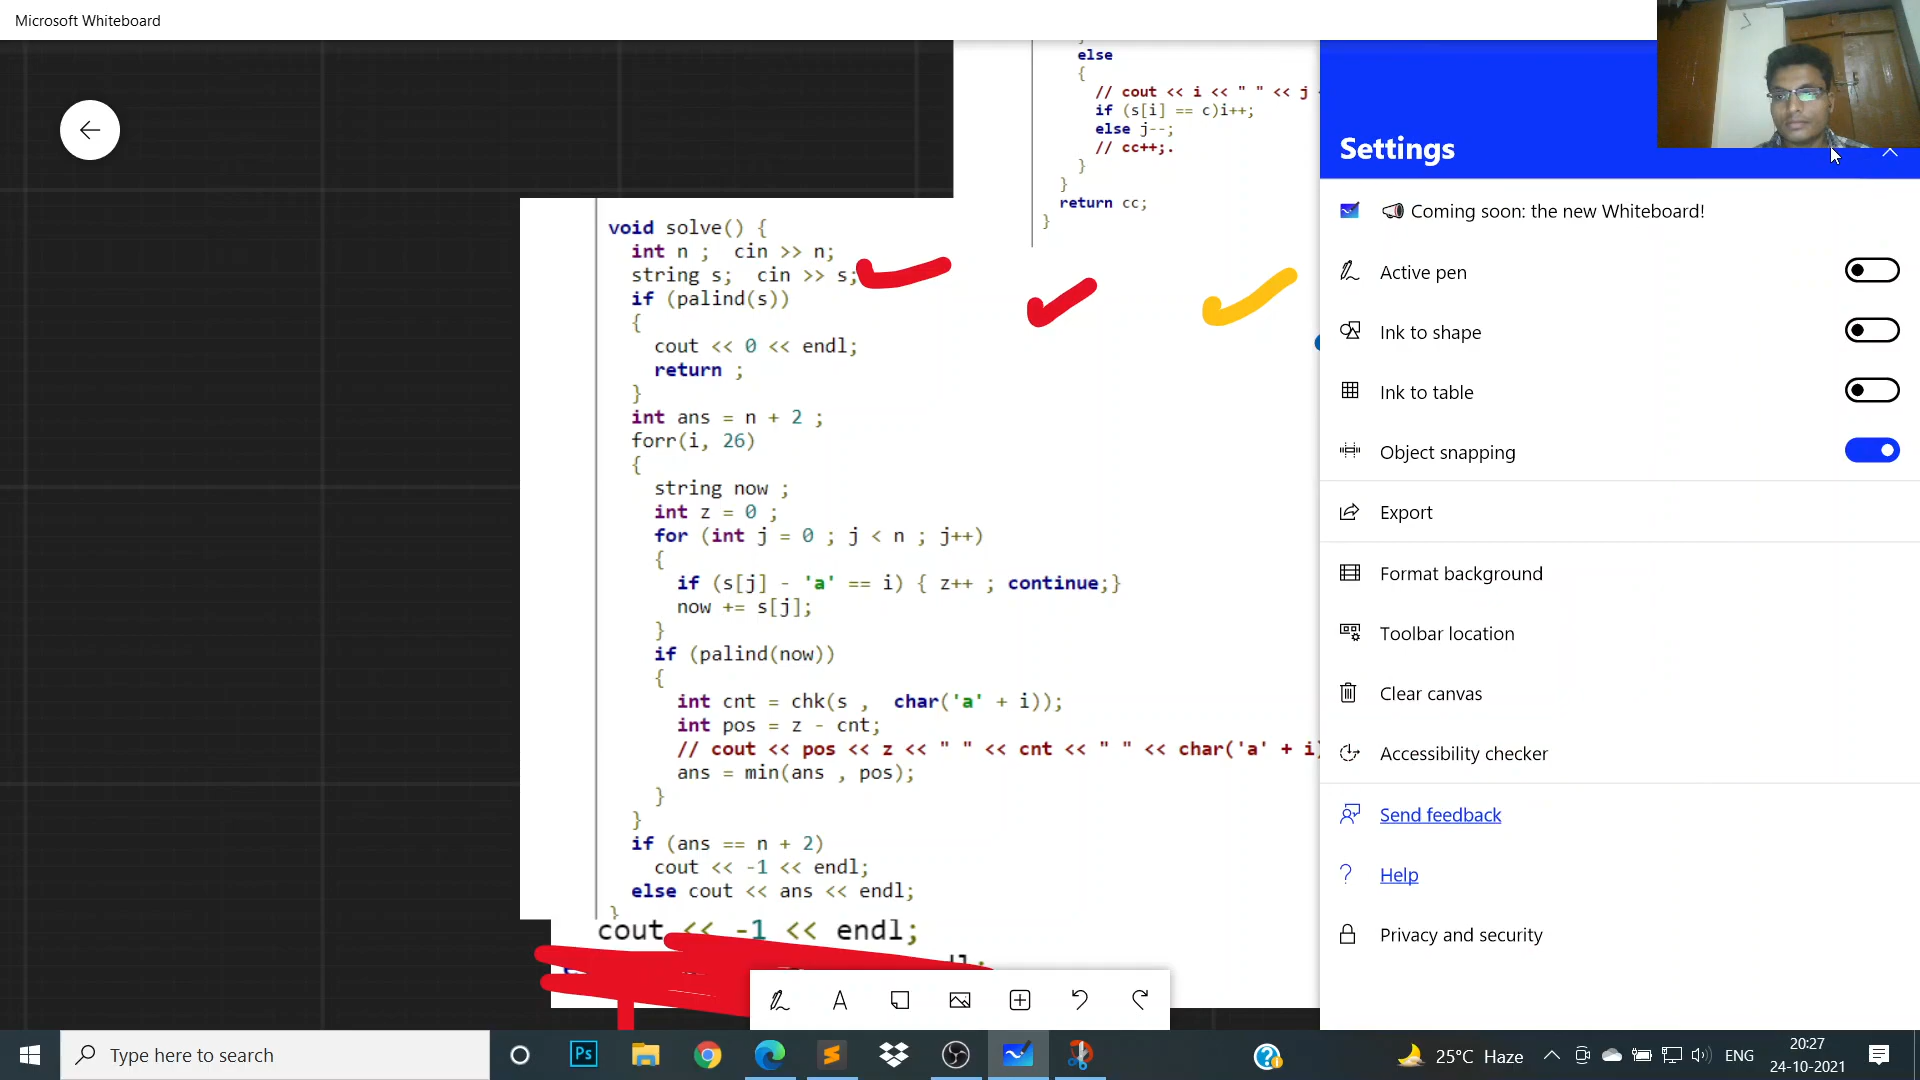 Microsoft Whiteboard
}
else
{
// cout << i << " " << j
if (s[i] == c)i++;
else j--;
// cc++;.
}
}
return cc;
}
void solve() {
int n ;  cin >> n;
string s;  cin >> s;
if (palind(s))
{
cout << 0 << endl;
return ;
}
int ans = n + 2 ;
forr(i, 26)
{
string now ;
int z = 0 ;
for (int j = 0 ; j < n ; j++)
{
if (s[j] - 'a' == i) { z++ ; continue;}
now += s[j];
}
if (palind(now))
{
int cnt = chk(s ,  char('a' + i));
int pos = z - cnt;
// cout << pos << z << " " << cnt << " " << char('a' + i)
ans = min(ans , pos);
}
}
if (ans == n + 2)
cout << -1 << endl;
else cout << ans << endl;
}
cout << -1 << endl;
Settings
Coming soon: the new Whiteboard!
Active pen
Ink to shape
Ink to table
Object snapping
Export
Format background
Toolbar location
Clear canvas
Accessibility checker
Send feedback
Help
Privacy and security
Type here to search
Ps
25°C Haze
ENG
20:27
24-10-2021